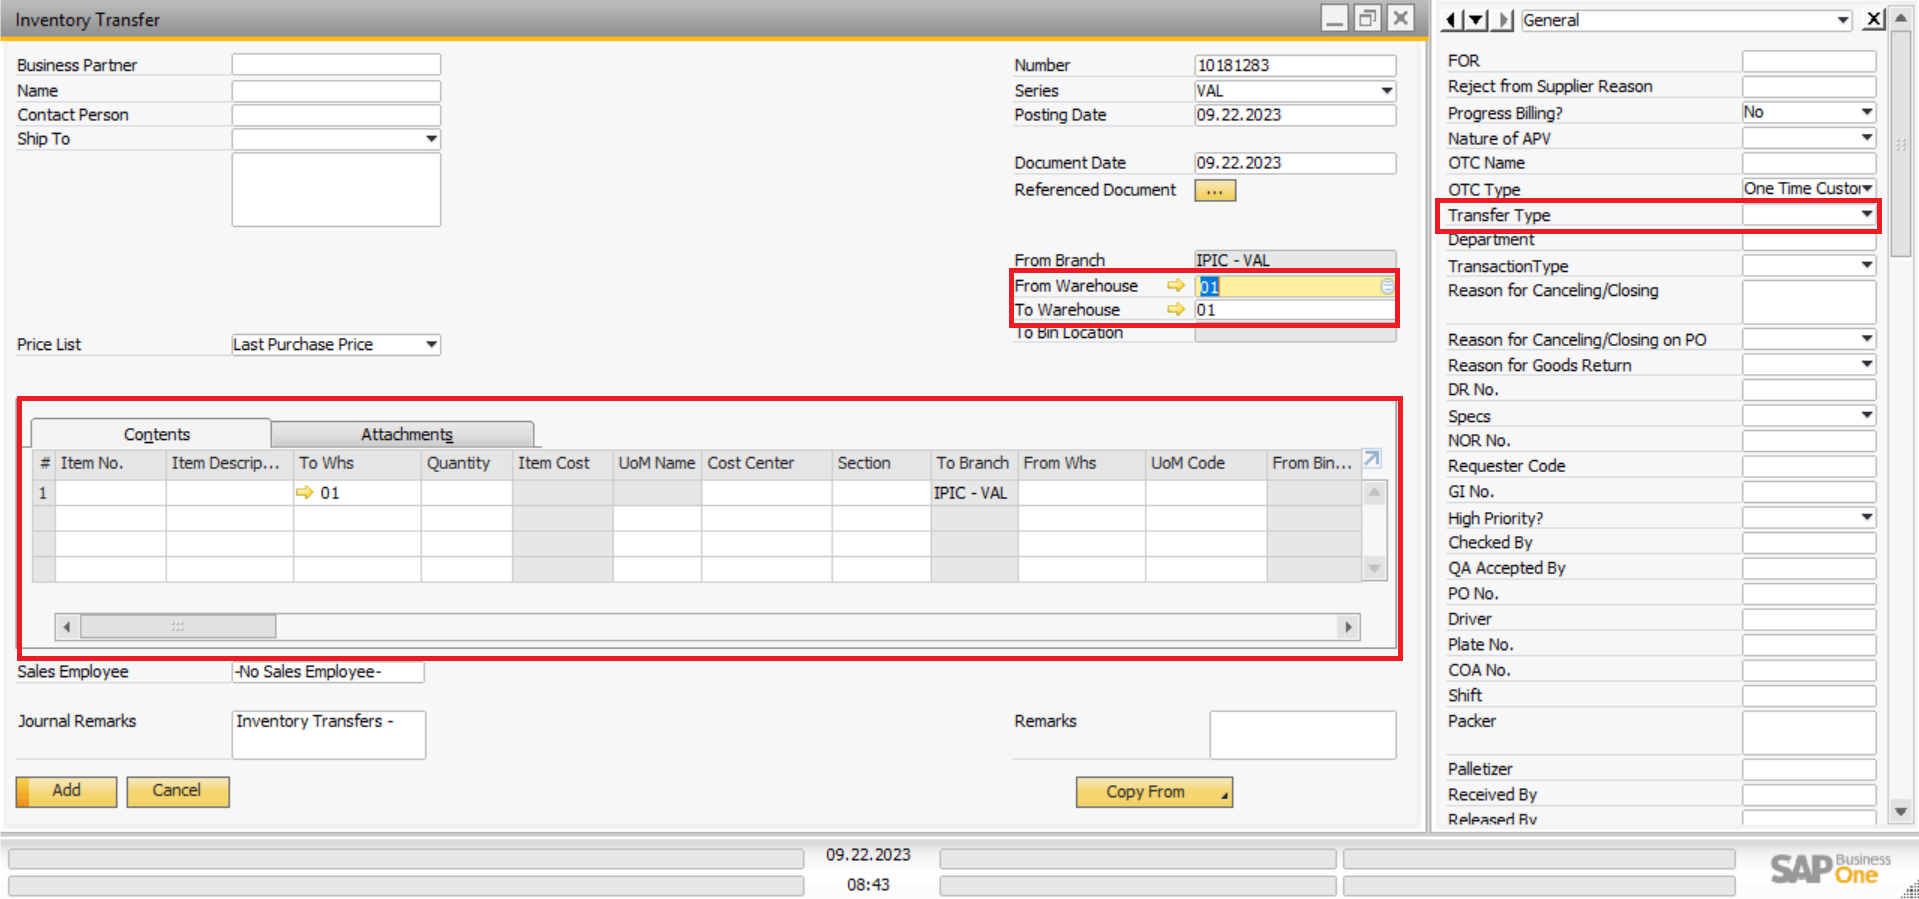 Inventory Transfer
Business Partner
Name
Contact Person
Ship To
Price List Last Purchase Price
Number 10181283
Series VAL
Posting Date 09.22.2023
Document Date 09.22.2023
Referenced Document ...
From Branch IPIC - VAL
From Warehouse 01
To Warehouse 01
To Bin Location
Contents Attachments
# Item No. Item Descrip... To Whs Quantity Item Cost UoM Name Cost Center Section To Branch From Whs UoM Code From Bin...
1 01 IPIC - VAL
Sales Employee -No Sales Employee-
Journal Remarks Inventory Transfers -
Remarks
Add Cancel Copy From
General
FOR
Reject from Supplier Reason
Progress Billing? No
Nature of APV
OTC Name
OTC Type One Time Custor
Transfer Type
Department
TransactionType
Reason for Canceling/Closing
Reason for Canceling/Closing on PO
Reason for Goods Return
DR No.
Specs
NOR No.
Requester Code
GI No.
High Priority?
Checked By
QA Accepted By
PO No.
Driver
Plate No.
COA No.
Shift
Packer
Palletizer
Received By
Released By
09.22.2023
08:43
SAP Business One